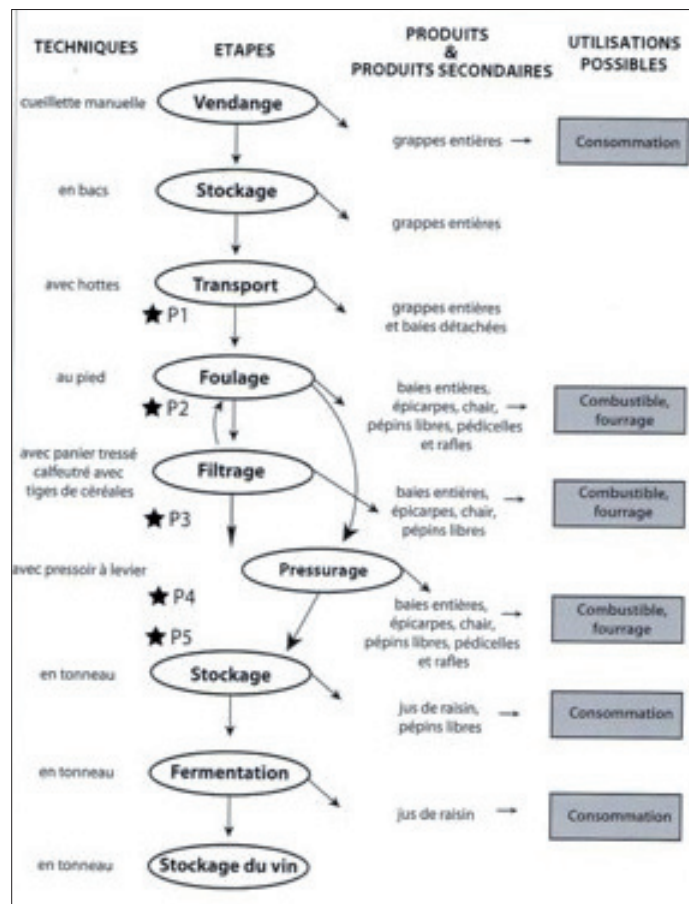 TECHNIQUES
ETAPES
PRODUITS
&
PRODUITS SECONDAIRES
UTILISATIONS
POSSIBLES
cueillette manuelle
Vendange
grappes entières
Consommation
en bacs
Stockage
grappes entières
avec hottes
Transport
grappes entières
et baies détachées
P1
au pied
Foulage
baies entières,
épicarpes, chair,
pépins libres, pédicelles
et rafles
Combustible,
fourrage
P2
avec panier tressé
calfeutré avec
tiges de céréales
Filtrage
baies entières,
épicarpes, chair,
pépins libres
Combustible,
fourrage
P3
avec pressoir à levier
Pressurage
baies entières,
épicarpes, chair,
pépins libres, pédicelles
et rafles
Combustible,
fourrage
P4
P5
en tonneau
Stockage
jus de raisin,
pépins libres
Consommation
en tonneau
Fermentation
jus de raisin
Consommation
en tonneau
Stockage du vin